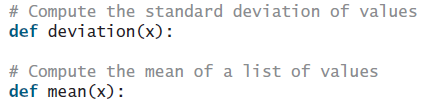 # Compute the standard deviation of values
def deviation(x):
# Compute the mean of a list of values
def mean(x):